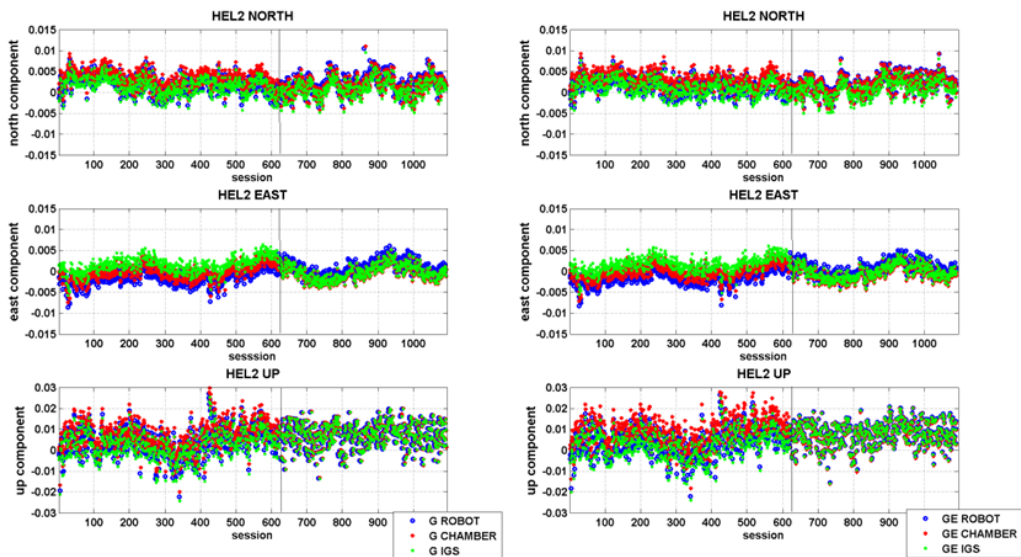 HEL2 NORTH
0.015
0.01
0.005
0
-0.005
-0.01
-0.015
north component
100 200 300 400 500 600 700 800 900 1000
session
HEL2 EAST
0.015
0.01
0.005
0
-0.005
-0.01
-0.015
east component
100 200 300 400 500 600 700 800 900 1000
sesssion
HEL2 UP
0.03
0.02
0.01
0
-0.01
-0.02
-0.03
up component
100 200 300 400 500 600 700 800 900 1000
session
G ROBOT
G CHAMBER
G IGS
HEL2 NORTH
0.015
0.01
0.005
0
-0.005
-0.01
-0.015
north component
100 200 300 400 500 600 700 800 900 1000
session
HEL2 EAST
0.015
0.01
0.005
0
-0.005
-0.01
-0.015
east component
100 200 300 400 500 600 700 800 900 1000
sesssion
HEL2 UP
0.03
0.02
0.01
0
-0.01
-0.02
-0.03
up component
100 200 300 400 500 600 700 800 900 1000
session
GE ROBOT
GE CHAMBER
GE IGS